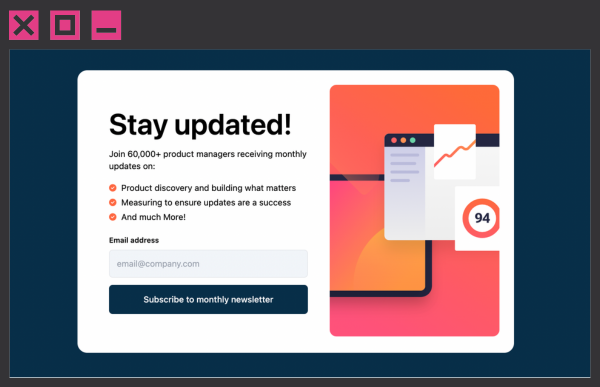 Stay updated!
Join 60,000+ product managers receiving monthly
updates on:
Product discovery and building what matters
Measuring to ensure updates are a success
And much More!
Email address
email@company.com
Subscribe to monthly newsletter
94